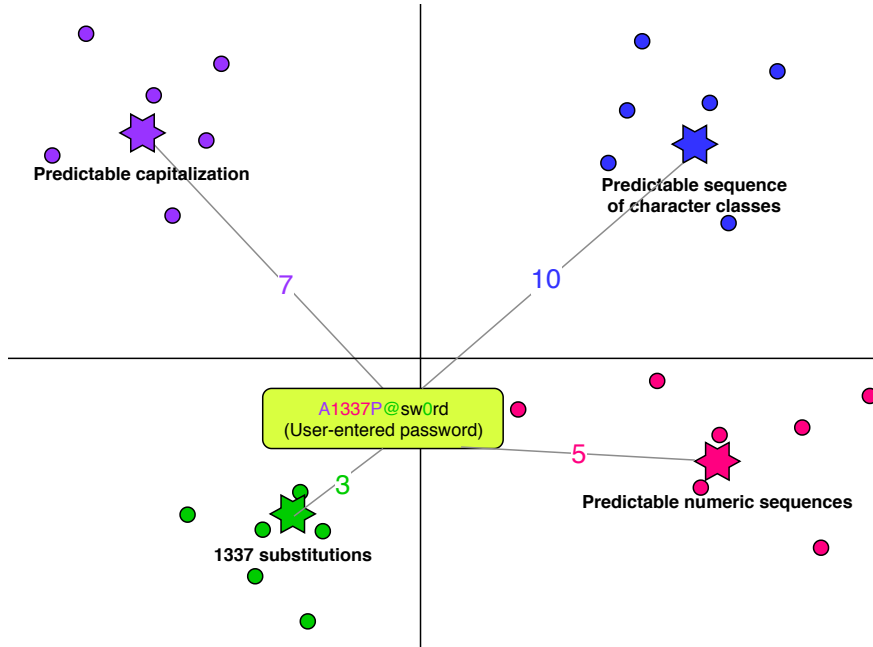 Predictable capitalization
Predictable sequence
of character classes
7
10
A1337P@sw0rd
(User-entered password)
5
3
Predictable numeric sequences
1337 substitutions